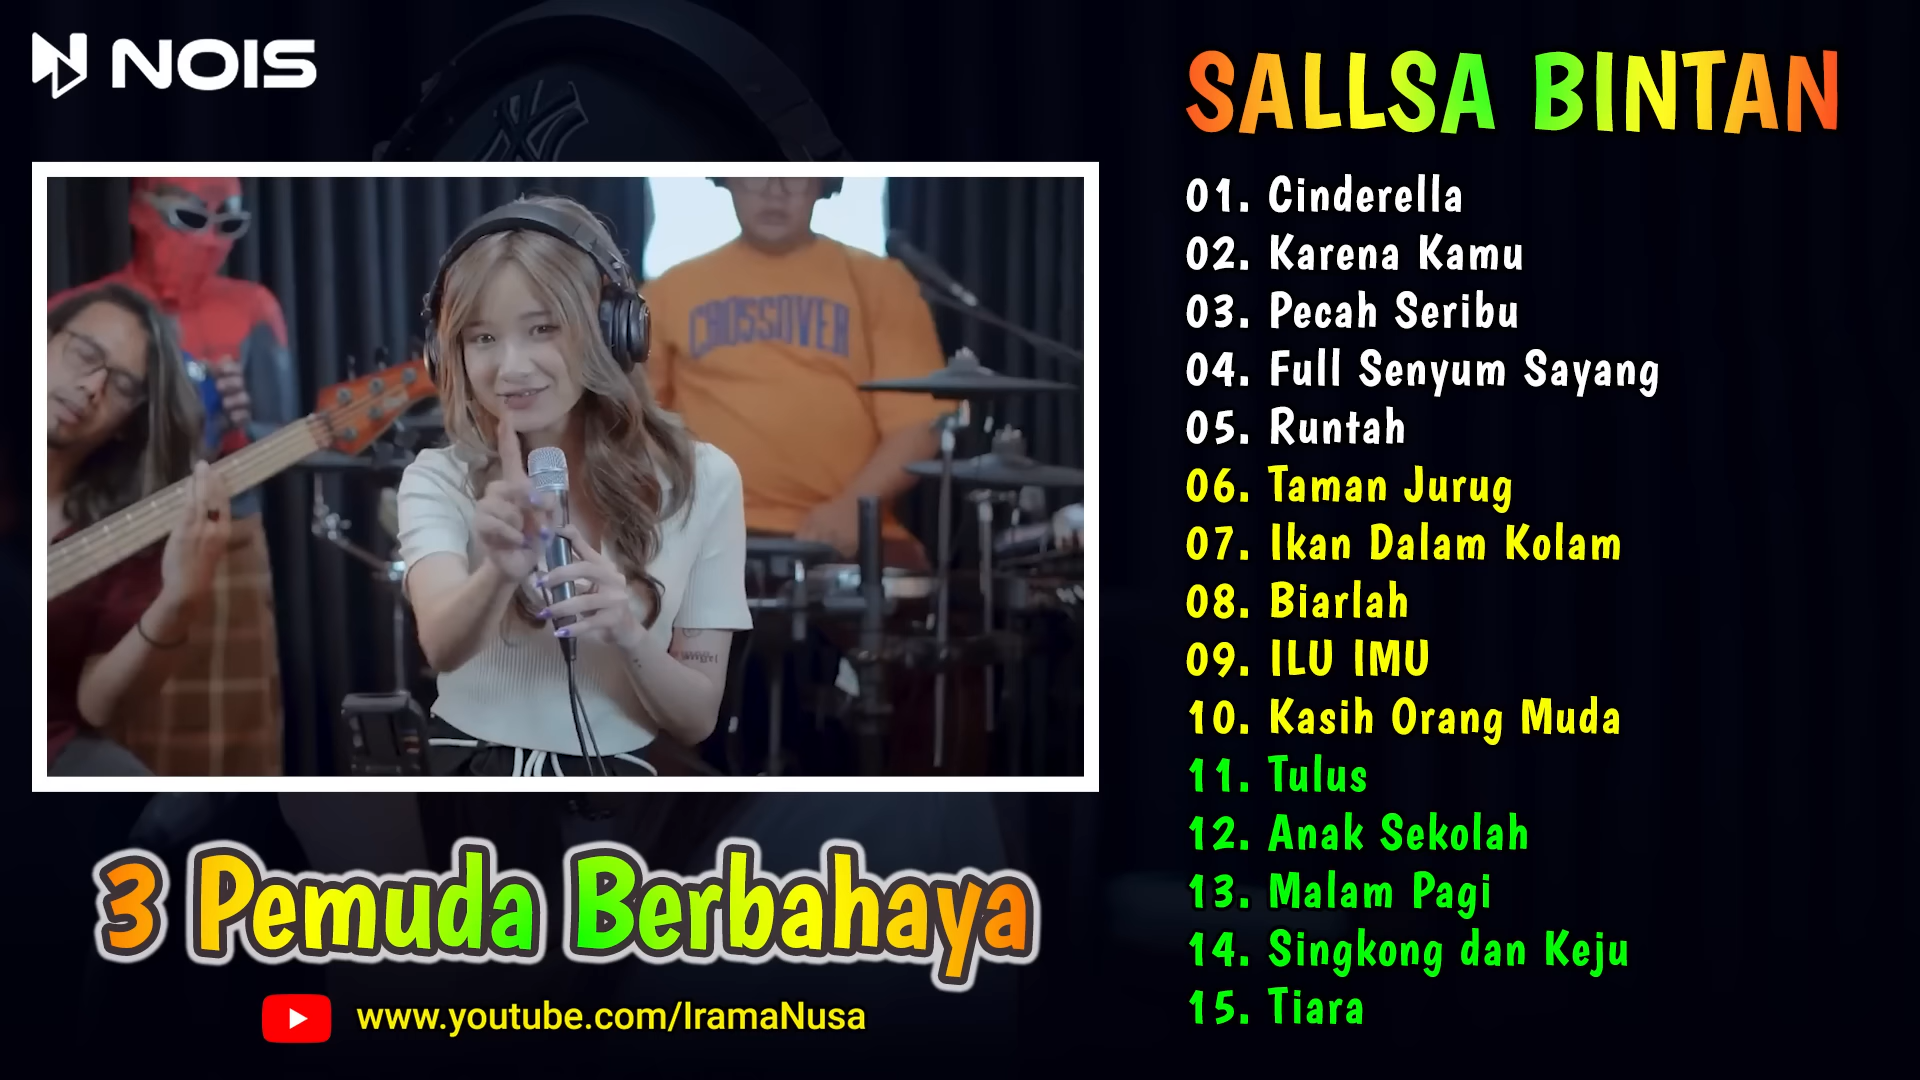 NOIS
SALLSA BINTAN
CROSSOVER
01. Cinderella
02. Karena Kamu
03. Pecah Seribu
04. Full Senyum Sayang
05. Runtah
06. Taman Jurug
07. Ikan Dalam Kolam
08. Biarlah
09. ILU IMU
10. Kasih Orang Muda
11. Tulus
12. Anak Sekolah
13. Malam Pagi
14. Singkong dan Keju
15. Tiara
3 Pemuda Berbahaya
www.youtube.com/IramaNusa